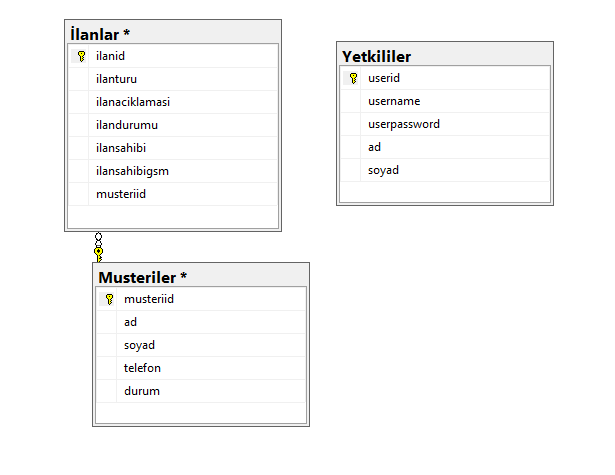 İlanlar *
ilanid
ilanturu
ilanaciklamasi
ilandurumu
ilansahibi
ilansahibigsm
musteriid
Yetkililer
userid
username
userpassword
ad
soyad
Musteriler *
musteriid
ad
soyad
telefon
durum